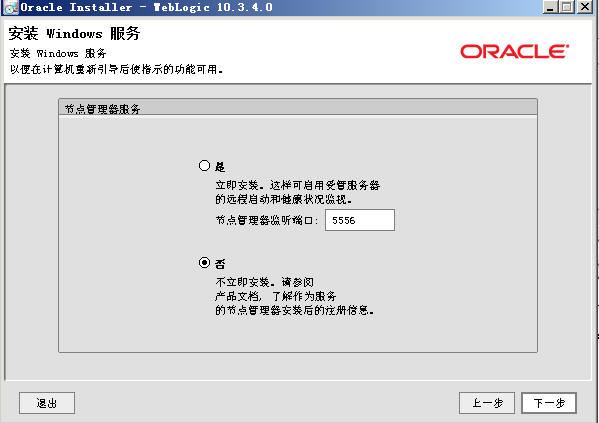 Oracle Installer - WebLogic 10.3.4.0
安装 Windows 服务
安装 Windows 服务
以便在计算机重新引导后使指示的功能可用。
ORACLE
节点管理器服务
是
立即安装。这样可启用受管服务器
的远程启动和健康状况监视。
节点管理器监听端口: 5556
否
不立即安装。请参阅
产品文档, 了解作为服务
的节点管理器安装后的注册信息。
退出
上一步
下一步